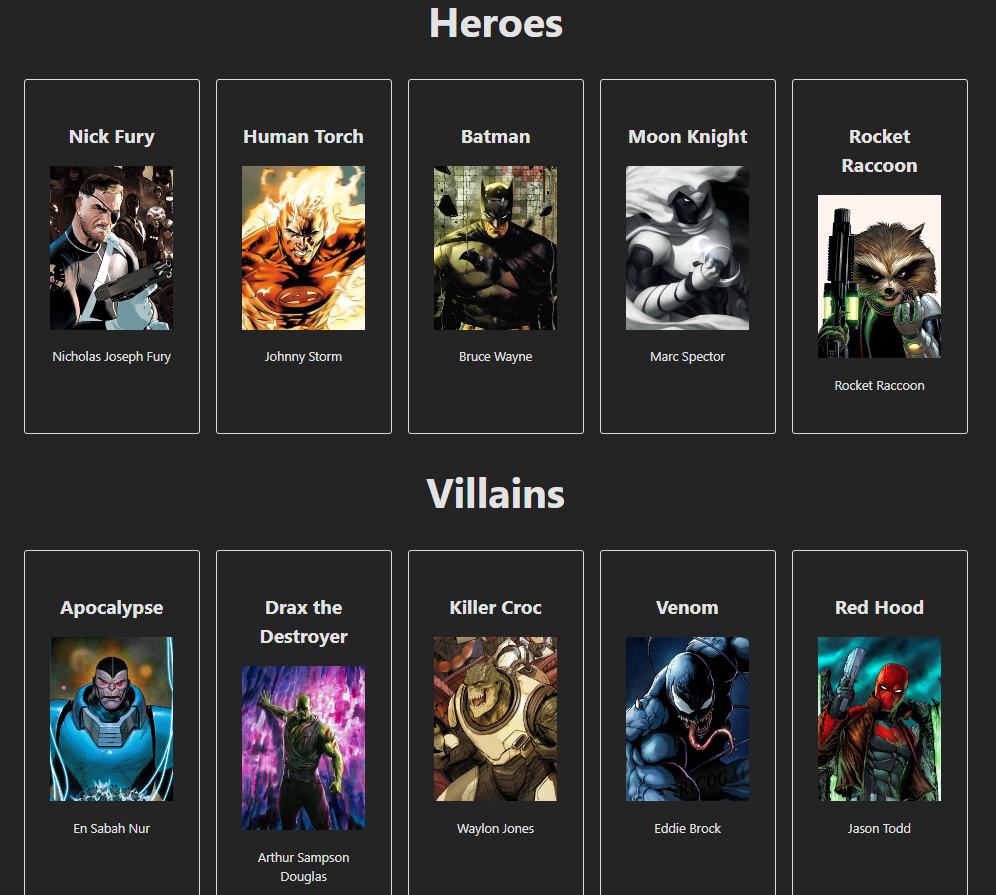 Heroes
Nick Fury
Human Torch
Batman
Moon Knight
Rocket
Raccoon
Nicholas Joseph Fury
Johnny Storm
Bruce Wayne
Marc Spector
Rocket Raccoon
Villains
Apocalypse
Drax the
Destroyer
Killer Croc
Venom
Red Hood
En Sabah Nur
Arthur Sampson
Douglas
Waylon Jones
Eddie Brock
Jason Todd